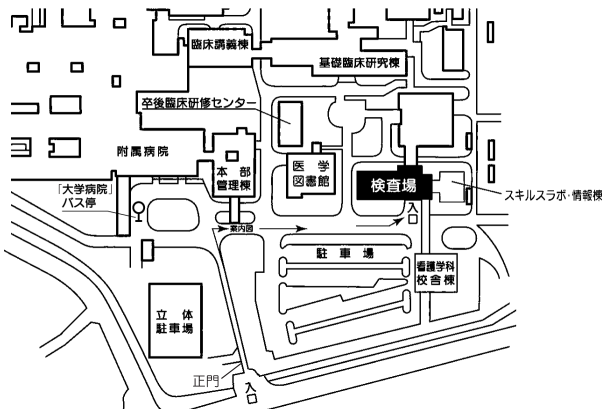 臨床講義棟
基礎臨床研究棟
卒後臨床研修センター
附属病院
本部
管理棟
医学
図書館
検査場
スキルスラボ・情報棟
「大学病院」
バス停
入口
案内図
駐車場
看護学科
校舎棟
立体
駐車場
正門
入口